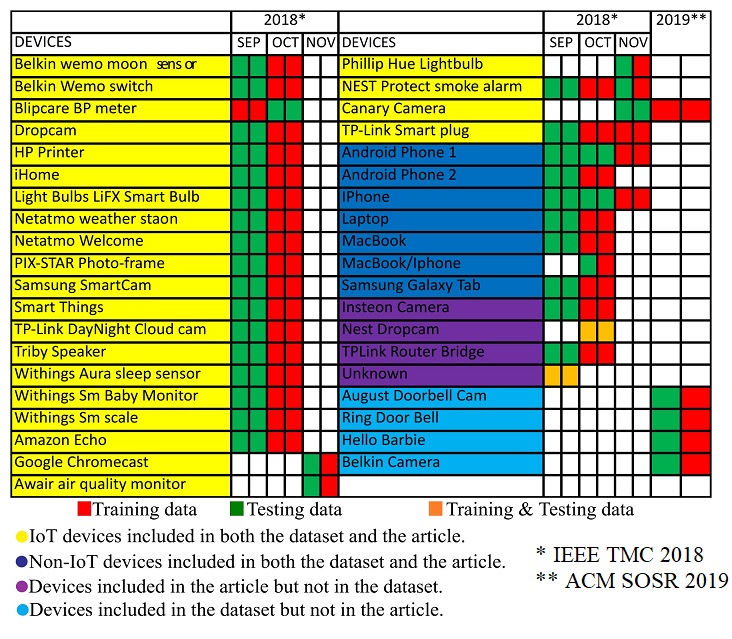 2018* 2018* 2019**
DEVICES SEP OCT NOV DEVICES SEP OCT NOV
Belkin wemo moon sensor Phillip Hue Lightbulb
Belkin Wemo switch NEST Protect smoke alarm
Blipcare BP meter Canary Camera
Dropcam TP-Link Smart plug
HP Printer Android Phone 1
iHome Android Phone 2
Light Bulbs LiFX Smart Bulb IPhone
Netatmo weather staon Laptop
Netatmo Welcome MacBook
PIX-STAR Photo-frame MacBook/Iphone
Samsung SmartCam Samsung Galaxy Tab
Smart Things Insteon Camera
TP-Link DayNight Cloud cam Nest Dropcam
Triby Speaker TPLink Router Bridge
Withings Aura sleep sensor Unknown
Withings Sm Baby Monitor August Doorbell Cam
Withings Sm scale Ring Door Bell
Amazon Echo Hello Barbie
Google Chromecast Belkin Camera
Awair air quality monitor
Training data Testing data Training & Testing data
IoT devices included in both the dataset and the article.
Non-IoT devices included in both the dataset and the article.
Devices included in the article but not in the dataset.
Devices included in the dataset but not in the article.
* IEEE TMC 2018
** ACM SOSR 2019